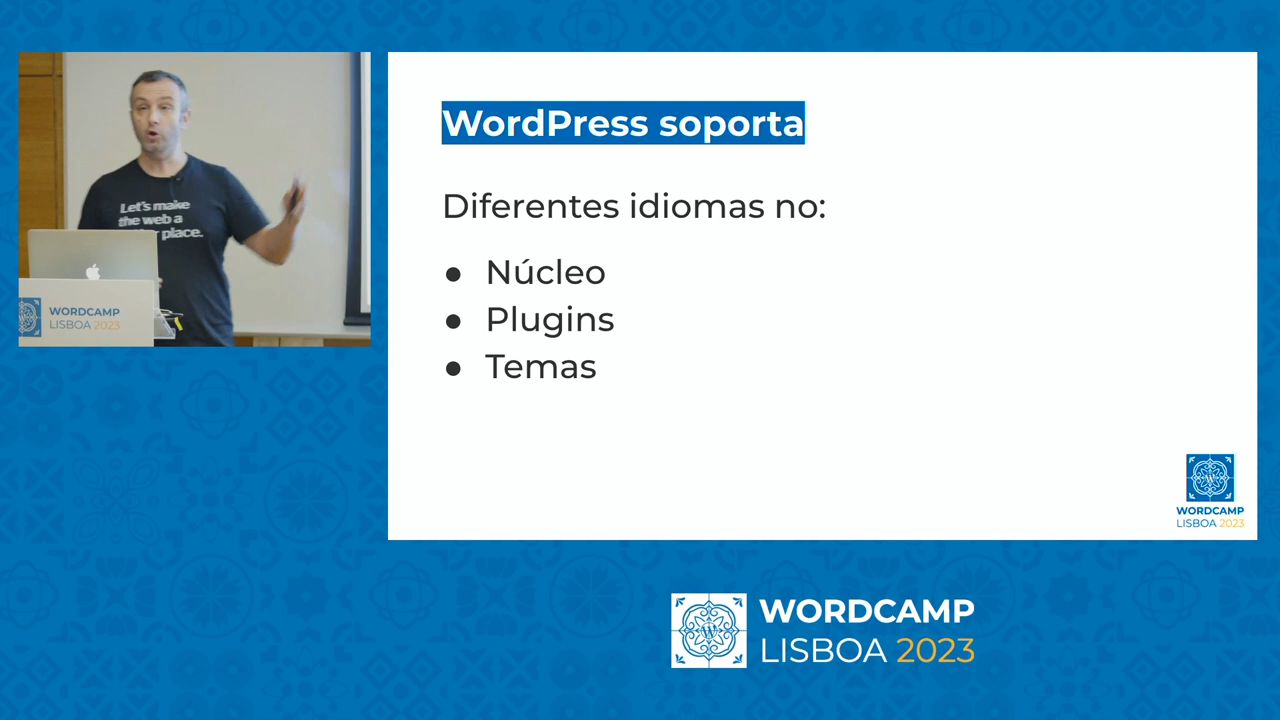 Let's make
the web a
place.
WORDCAMP
LISBOA 2023
WordPress soporta
Diferentes idiomas no:
● Núcleo
● Plugins
● Temas
WORDCAMP
LISBOA 2023
WORDCAMP
LISBOA 2023